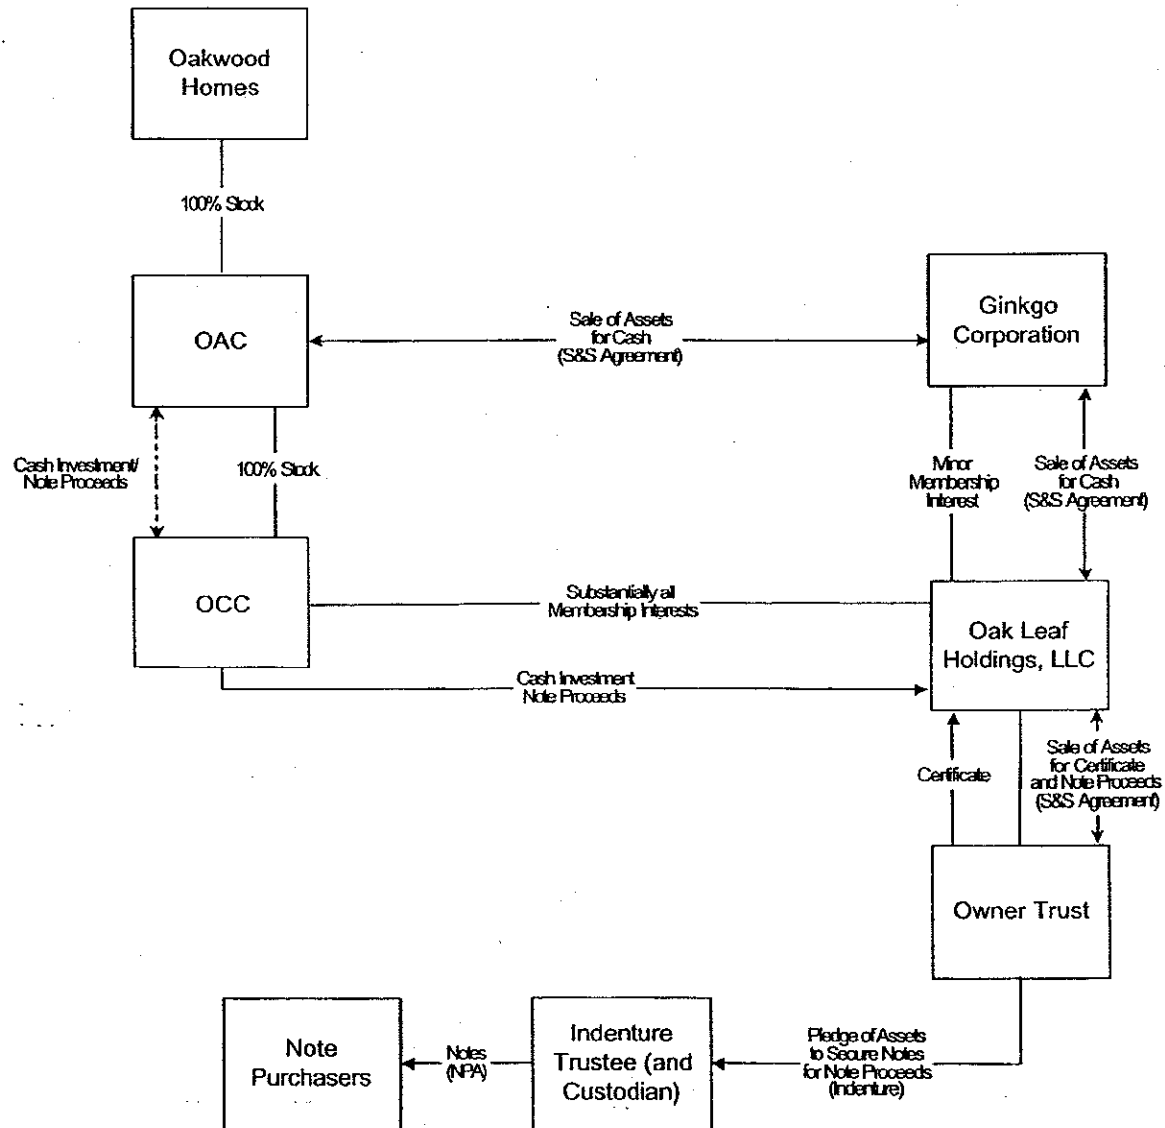 Oakwood
Homes
100% Stock
OAC
Sale of Assets
for Cash
(S&S Agreement)
Ginkgo
Corporation
Cash Investment/
Note Proceeds
100% Stock
Minor
Membership
Interest
Sale of Assets
for Cash
(S&S Agreement)
OCC
Substantially all
Membership Interests
Oak Leaf
Holdings, LLC
Cash Investment
Note Proceeds
Certificate
Sale of Assets
for Certificate
and Note Proceeds
(S&S Agreement)
Owner Trust
Note
Purchasers
Notes
(NPA)
Indenture
Trustee (and
Custodian)
Pledge of Assets
to Secure Notes
for Note Proceeds
(Indenture)